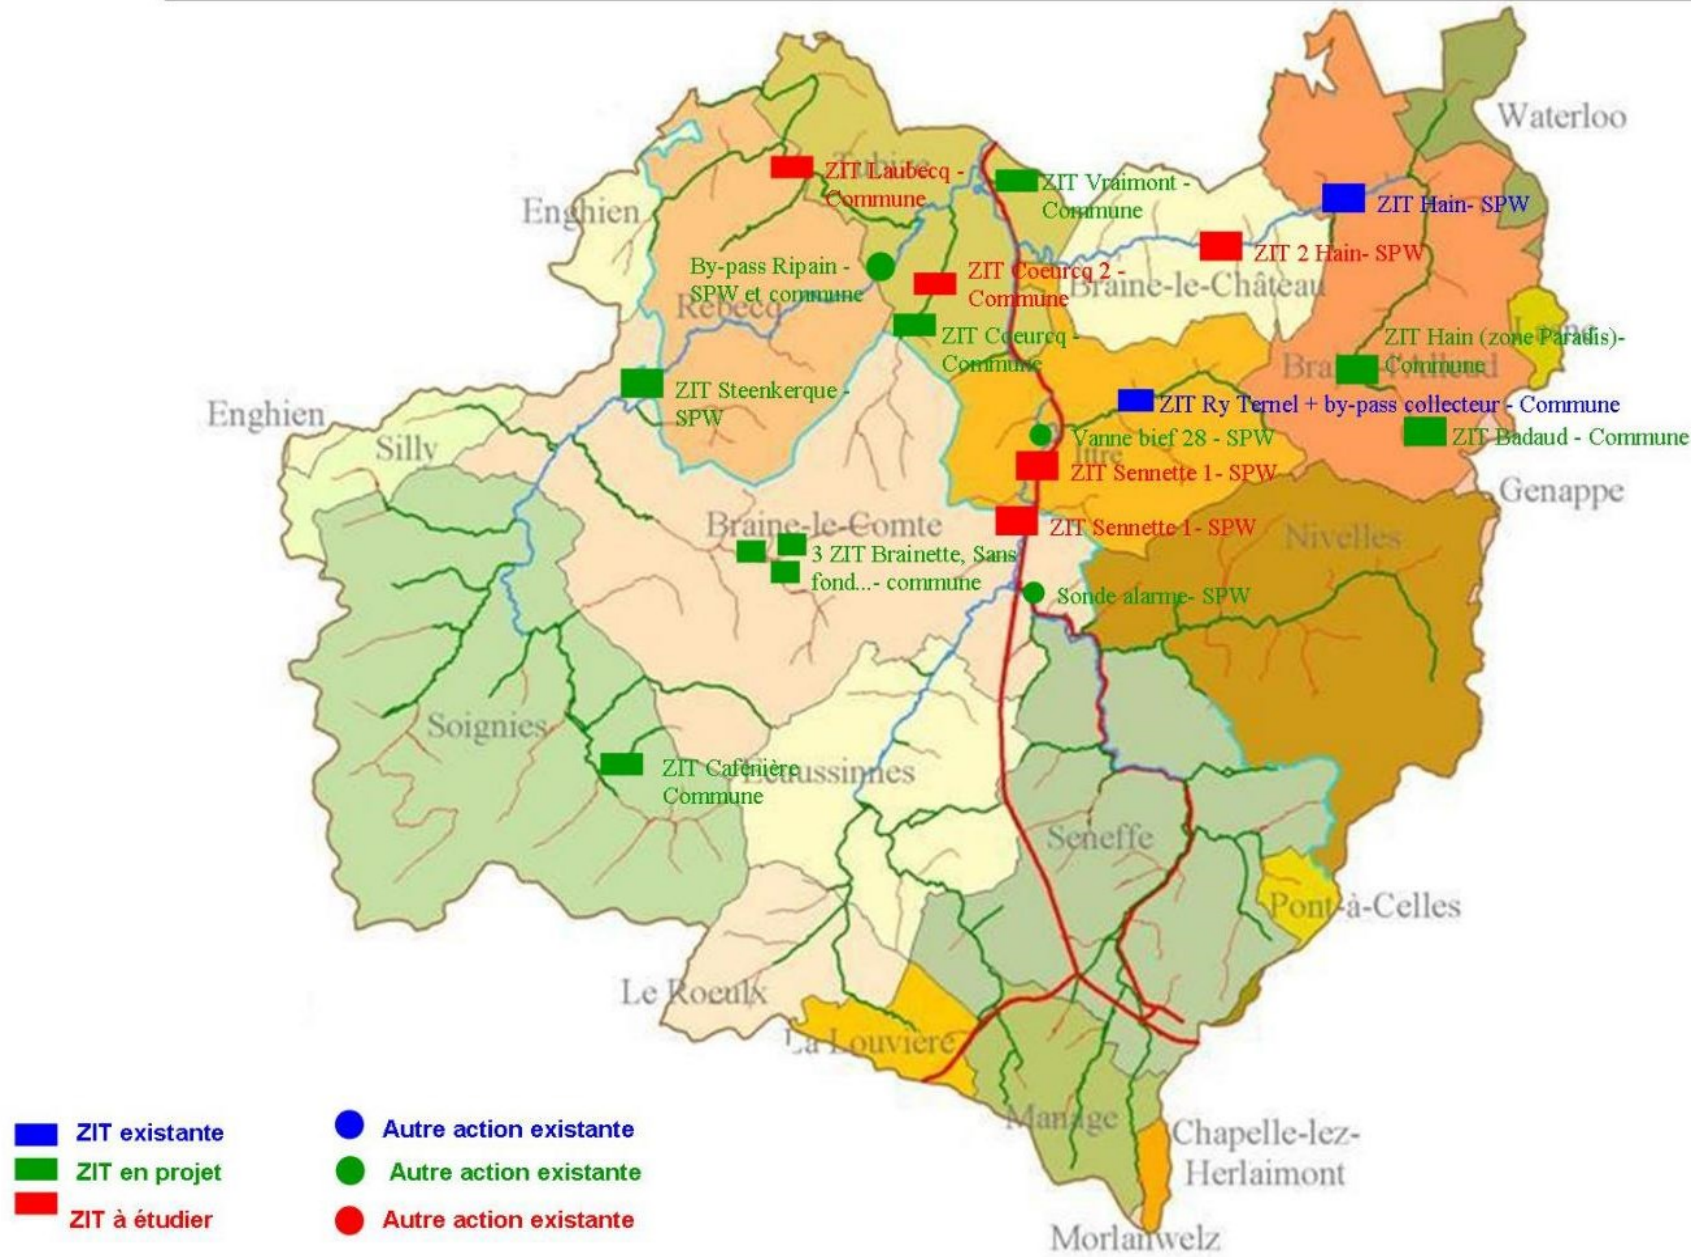 Waterloo
Tubize
ZIT Laubecq -
Commune
ZIT Vraimont -
Commune
Enghien
ZIT Hain- SPW
ZIT 2 Hain- SPW
By-pass Ripain -
SPW et commune
ZIT Coeurcq 2 -
Commune
Braine-le-Château
Rebecq
ZIT Coeurcq -
Commune
ZIT Hain (zone Paradis)-
Commune
ZIT Steenkerque -
SPW
ZIT Ry Ternel + by-pass collecteur - Commune
Enghien
Silly
Vanne bief 28 - SPW
Ittre
ZIT Badaud - Commune
ZIT Sennette 1- SPW
Genappe
Braine-le-Comte
ZIT Sennette 1- SPW
Nivelles
3 ZIT Brainette, Sans
fond...- commune
Sonde alarme- SPW
Soignies
ZIT Cafenière
Commune
Ecaussinnes
Seneffe
Pont-à-Celles
Le Roeulx
La Louvière
Manage
Chapelle-lez-
Herlaimont
Morlanwelz
ZIT existante
Autre action existante
ZIT en projet
Autre action existante
ZIT à étudier
Autre action existante